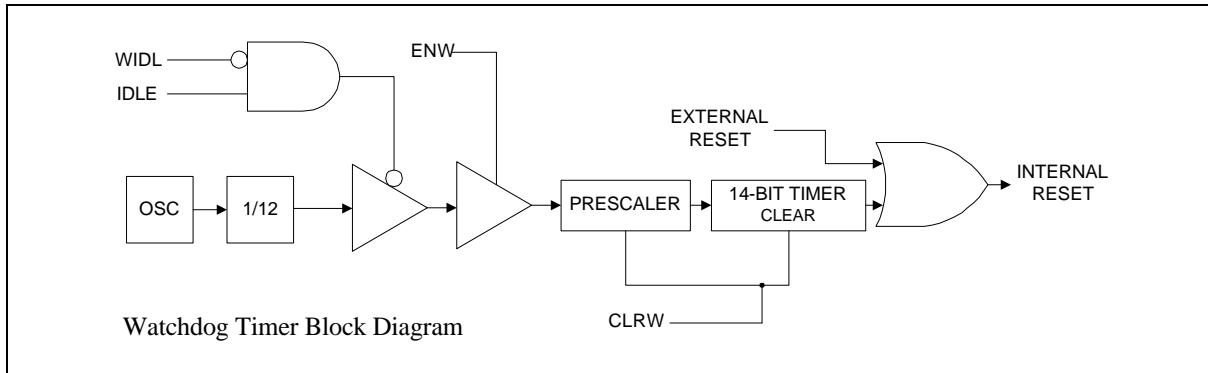 WIDL
IDLE
ENW
EXTERNAL
RESET
INTERNAL
RESET
OSC
1/12
PRESCALER
14-BIT TIMER
CLEAR
CLRW
Watchdog Timer Block Diagram